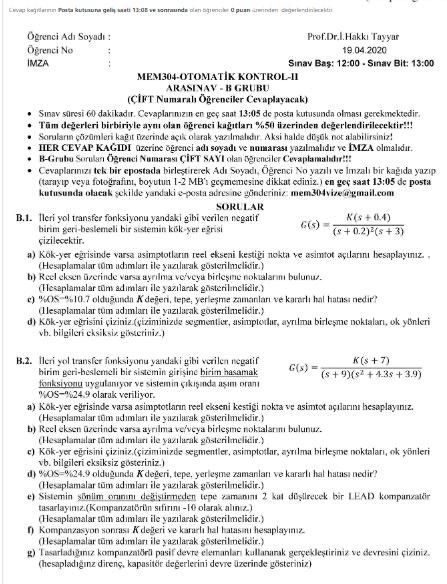 Cevap kağıtlarının Posta kutusuna geliş saati 13:08 ve sonrasında olan öğrenciler 0 puan üzerinden değerlendirilecektir.
Öğrenci Adı Soyadı : Prof.Dr.İ.Hakkı Tayyar
Öğrenci No : 19.04.2020
İMZA : Sınav Baş: 12:00 - Sınav Bit: 13:00
MEM304-OTOMATİK KONTROL-II
ARASINAV - B GRUBU
(ÇİFT Numaralı Öğrenciler Cevaplayacak)
• Sınav süresi 60 dakikadır. Cevaplarınızın en geç saat 13:05 de posta kutusunda olması gerekmektedir.
• Tüm değerleri birbiriyle aynı olan öğrenci kağıtları %50 üzerinden değerlendirilecektir!!!
• Soruların çözümleri kağıt üzerinde açık olarak yazılmalıdır. Aksi halde düşük not alabilirsiniz!
• HER CEVAP KAĞIDI üzerine öğrenci adı soyadı ve numarası yazılmalıdır ve İMZA olmalıdır.
• B-Grubu Soruları Öğrenci Numarası ÇİFT SAYI olan öğrenciler Cevaplamalıdır!!!
• Cevaplarınızı tek bir epostada birleştirerek Adı Soyadı, Öğrenci No yazılı ve İmzalı bir kağıda yazıp
(tarayıp veya fotoğrafını, boyutun 1-2 MB'ı geçmemesine dikkat ediniz.) en geç saat 13:05 de posta
kutusunda olacak şekilde yandaki e-posta adresine gönderiniz: mem304vize@gmail.com
SORULAR
B.1. İleri yol transfer fonksiyonu yandaki gibi verilen negatif
birim geri-beslemeli bir sistemin kök-yer eğrisi
çizilecektir.
G(s) = K(s + 0.4) / (s + 0.2)²(s + 3)
a) Kök-yer eğrisinde varsa asimptotların reel ekseni kestiği nokta ve asimtot açılarını hesaplayınız. .
(Hesaplamalar tüm adımları ile yazılarak gösterilmelidir.)
b) Reel eksen üzerinde varsa ayrılma ve/veya birleşme noktalarını bulunuz.
(Hesaplamalar tüm adımları ile yazılarak gösterilmelidir.)
c) %OS=%10.7 olduğunda K değeri, tepe, yerleşme zamanları ve kararlı hal hatası nedir?
(Hesaplamalar tüm adımları ile yazılarak gösterilmelidir.)
d) Kök-yer eğrisini çiziniz.(çiziminizde segmentler, asimptotlar, ayrılma birleşme noktaları, ok yönleri
vb. bilgileri eksiksiz gösteriniz.)
B.2. İleri yol transfer fonksiyonu yandaki gibi verilen negatif
birim geri-beslemeli bir sistemin girişine birim basamak
fonksiyonu uygulanıyor ve sistemin çıkışında aşım oranı
%OS=%24.9 olarak veriliyor.
G(s) = K(s + 7) / (s + 9)(s² + 4.3s + 3.9)
a) Kök-yer eğrisinde varsa asimptotların reel ekseni kestiği nokta ve asimtot açılarını hesaplayınız.
(Hesaplamalar tüm adımları ile yazılarak gösterilmelidir.)
b) Reel eksen üzerinde varsa ayrılma ve/veya birleşme noktalarını bulunuz.
(Hesaplamalar tüm adımları ile yazılarak gösterilmelidir.)
c) Kök-yer eğrisini çiziniz.(çiziminizde segmentler, asimptotlar, ayrılma birleşme noktaları, ok yönleri
vb. bilgileri eksiksiz gösteriniz.)
d) %OS=%24.9 olduğunda K değeri, tepe, yerleşme zamanları ve kararlı hal hatası nedir?
(Hesaplamalar tüm adımları ile yazılarak gösterilmelidir.)
e) Sistemin sönüm oranını değiştirmeden tepe zamanını 2 kat düşürecek bir LEAD kompanzatör
tasarlayınız.(Kompanzatörün sıfırını -10 olarak alınız.)
(Hesaplamalar tüm adımları ile yazılarak gösterilmelidir.)
f) Kompanzasyon sonrası K değeri ve kararlı hal hatasını hesaplayınız.
(Hesaplamalar tüm adımları ile yazılarak gösterilmelidir.)
g) Tasarladığınız kompanzatörü pasif devre elemanları kullanarak gerçekleştiriniz ve devresini çiziniz.
(hesapladığınız direnç, kapasitör değerlerini devre üzerinde gösteriniz)